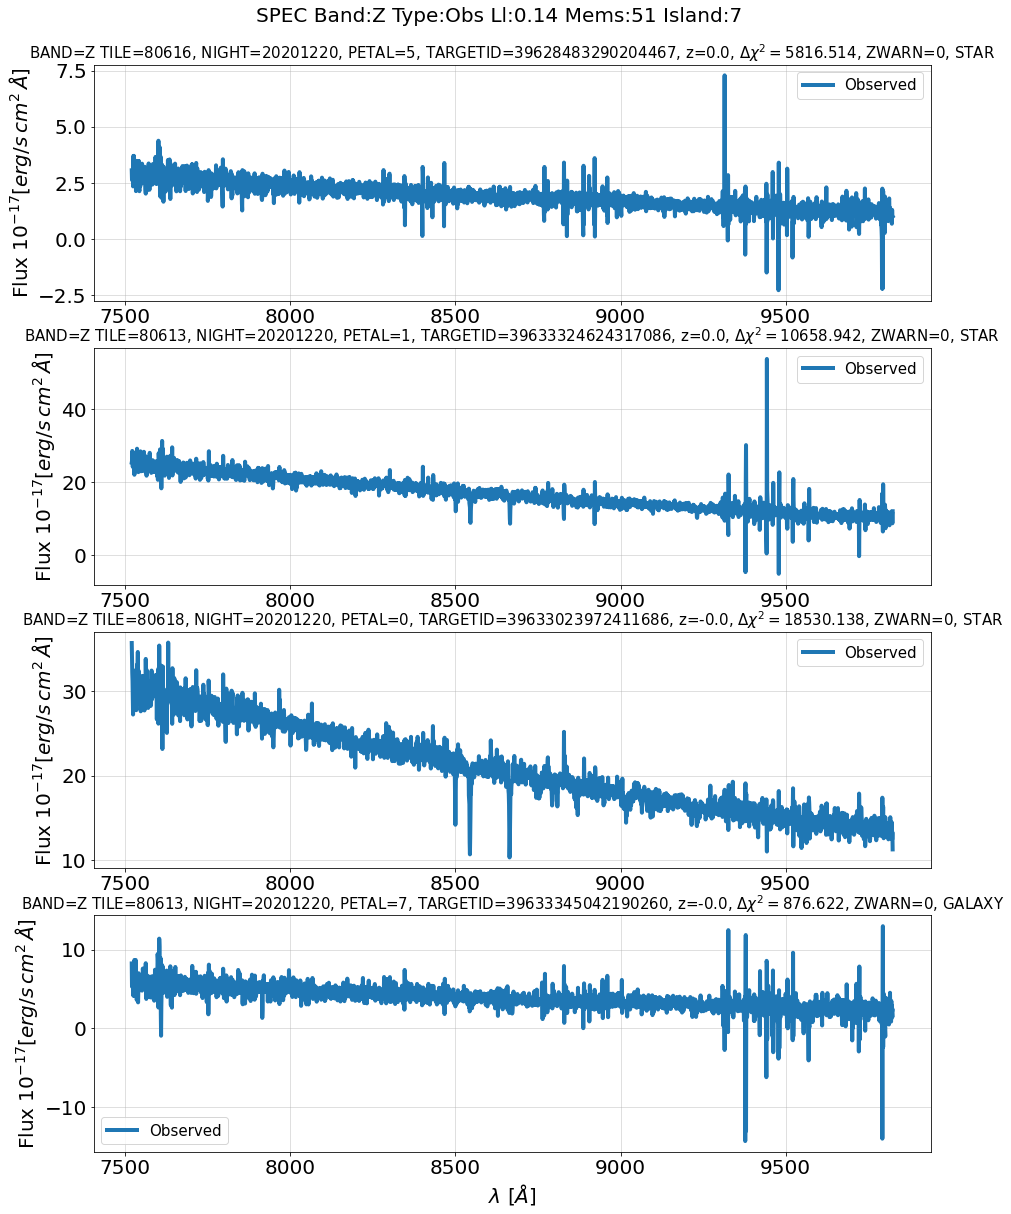 SPEC Band:Z Type:Obs Ll:0.14 Mems:51 Island:7
BAND=Z TILE=80616, NIGHT=20201220, PETAL=5, TARGETID=39628483290204467, z=0.0, Δχ² = 5816.514, ZWARN=0, STAR
Flux 10⁻¹⁷[erg/s cm² Å]
7.5
5.0
2.5
0.0
−2.5
Observed
7500 8000 8500 9000 9500
BAND=Z TILE=80613, NIGHT=20201220, PETAL=1, TARGETID=39633324624317086, z=0.0, Δχ² = 10658.942, ZWARN=0, STAR
Flux 10⁻¹⁷[erg/s cm² Å]
40
20
0
Observed
7500 8000 8500 9000 9500
BAND=Z TILE=80618, NIGHT=20201220, PETAL=0, TARGETID=39633023972411686, z=-0.0, Δχ² = 18530.138, ZWARN=0, STAR
Flux 10⁻¹⁷[erg/s cm² Å]
30
20
10
Observed
7500 8000 8500 9000 9500
BAND=Z TILE=80613, NIGHT=20201220, PETAL=7, TARGETID=39633345042190260, z=-0.0, Δχ² = 876.622, ZWARN=0, GALAXY
Flux 10⁻¹⁷[erg/s cm² Å]
10
0
−10
Observed
7500 8000 8500 9000 9500
λ [Å]